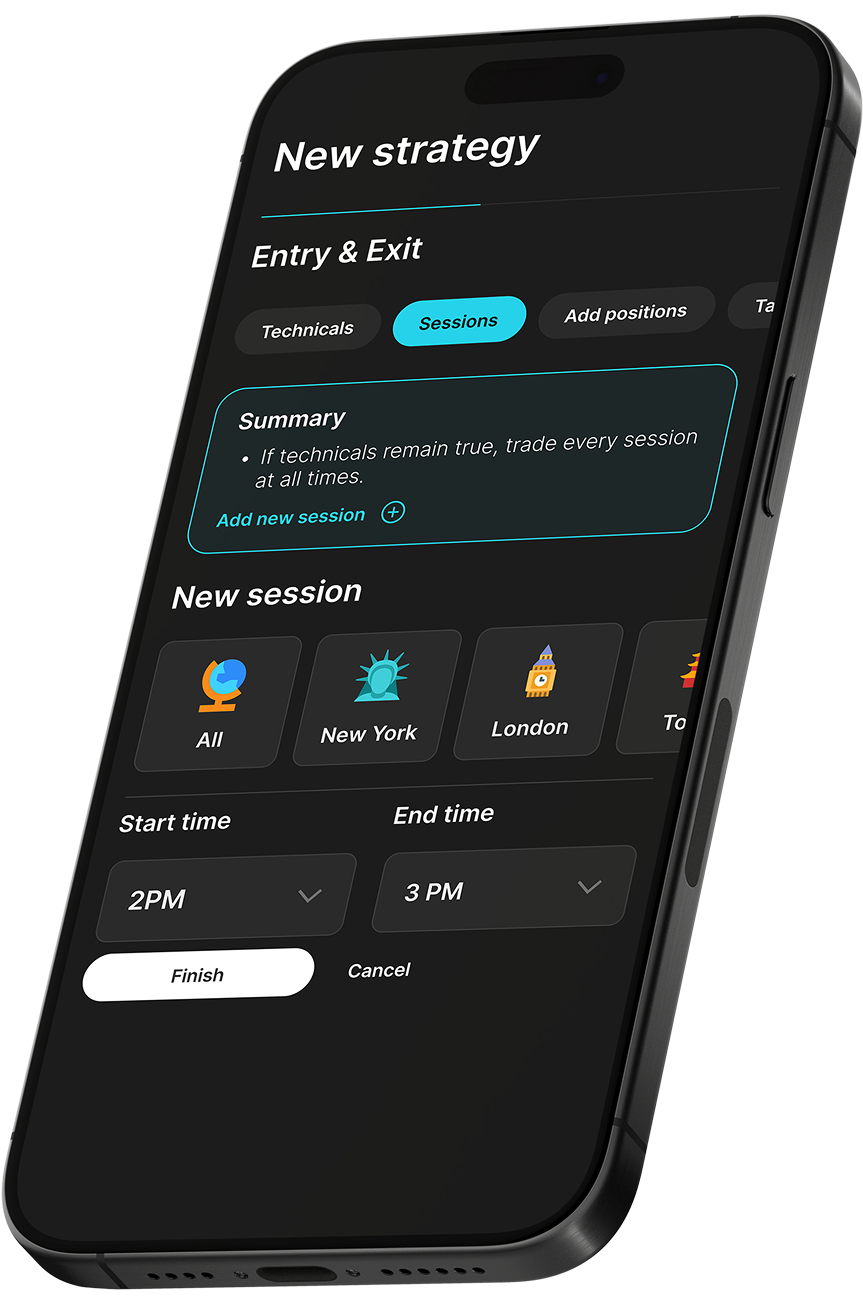 New strategy
Entry & Exit
Technicals Sessions Add positions Ta
Summary
• If technicals remain true, trade every session
at all times.
Add new session
New session
All New York London To
Start time End time
2PM 3 PM
Finish Cancel